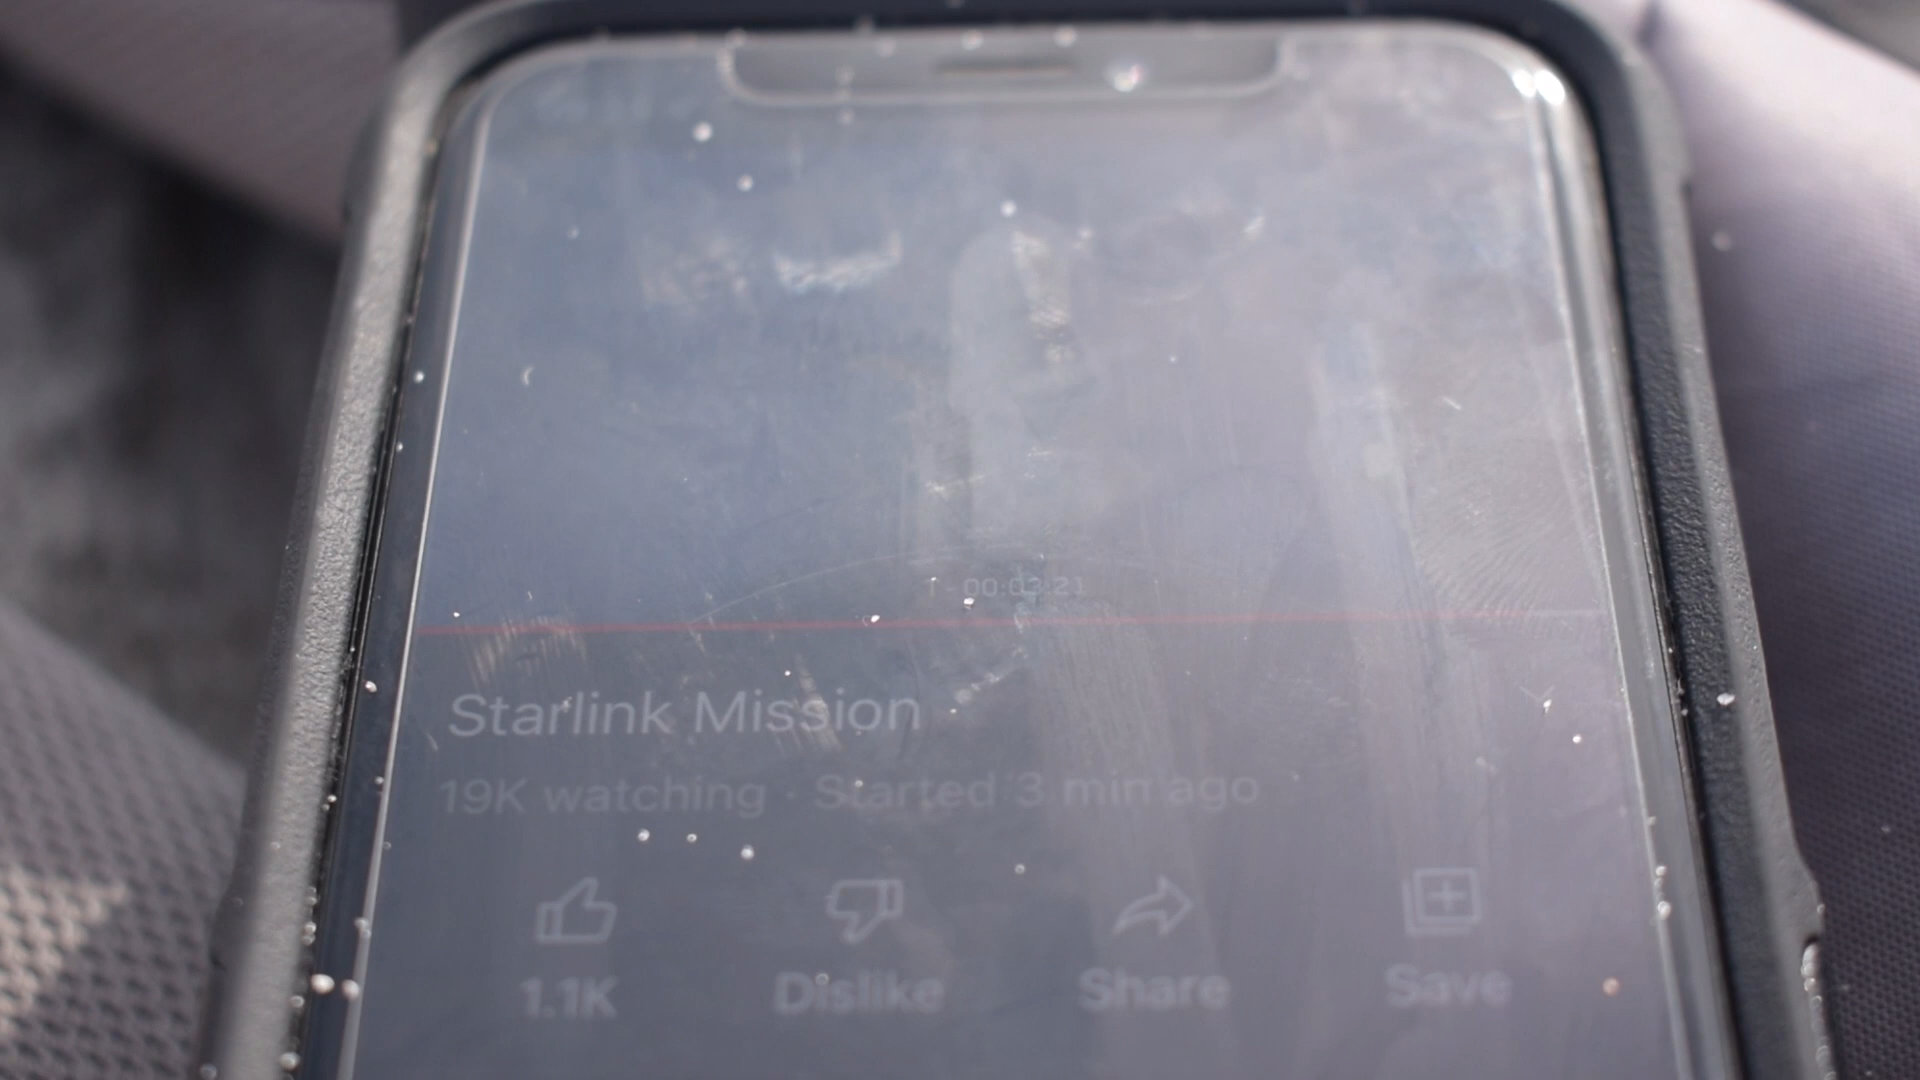 T-00:03:21
Starlink Mission
19K watching · Started 3 min ago
1.1K Dislike Share Save